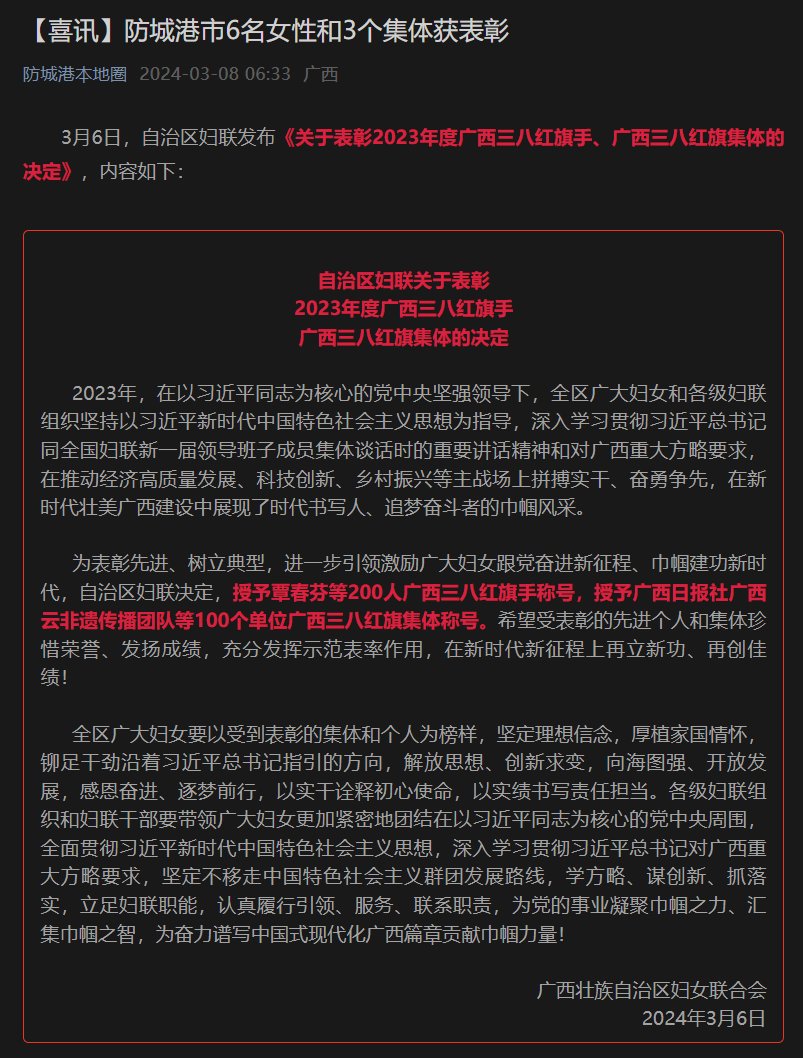 【喜讯】防城港市6名女性和3个集体获表彰
防城港本地圈 2024-03-08 06:33 广西
3月6日，自治区妇联发布《关于表彰2023年度广西三八红旗手、广西三八红旗集体的
决定》，内容如下：
自治区妇联关于表彰
2023年度广西三八红旗手
广西三八红旗集体的决定
2023年，在以习近平同志为核心的党中央坚强领导下，全区广大妇女和各级妇联
组织坚持以习近平新时代中国特色社会主义思想为指导，深入学习贯彻习近平总书记
同全国妇联新一届领导班子成员集体谈话时的重要讲话精神和对广西重大方略要求，
在推动经济高质量发展、科技创新、乡村振兴等主战场上拼搏实干、奋勇争先，在新
时代壮美广西建设中展现了时代书写人、追梦奋斗者的巾帼风采。
为表彰先进、树立典型，进一步引领激励广大妇女跟党奋进新征程、巾帼建功新时
代，自治区妇联决定，授予覃春芬等200人广西三八红旗手称号，授予广西日报社广西
云非遗传播团队等100个单位广西三八红旗集体称号。希望受表彰的先进个人和集体珍
惜荣誉、发扬成绩，充分发挥示范表率作用，在新时代新征程上再立新功、再创佳
绩！
全区广大妇女要以受到表彰的集体和个人为榜样，坚定理想信念，厚植家国情怀，
铆足干劲沿着习近平总书记指引的方向，解放思想、创新求变，向海图强、开放发
展，感恩奋进、逐梦前行，以实干诠释初心使命，以实绩书写责任担当。各级妇联组
织和妇联干部要带领广大妇女更加紧密地团结在以习近平同志为核心的党中央周围，
全面贯彻习近平新时代中国特色社会主义思想，深入学习贯彻习近平总书记对广西重
大方略要求，坚定不移走中国特色社会主义群团发展路线，学方略、谋创新、抓落
实，立足妇联职能，认真履行引领、服务、联系职责，为党的事业凝聚巾帼之力、汇
集巾帼之智，为奋力谱写中国式现代化广西篇章贡献巾帼力量！
广西壮族自治区妇女联合会
2024年3月6日